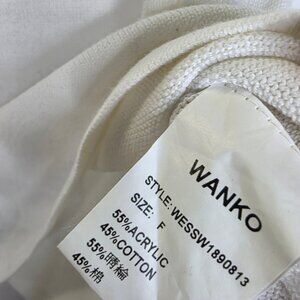 WANKO
STYLE: WESSW1890813
SIZE: F
55%ACRYLIC
45%COTTON
55%腈綸
45%棉